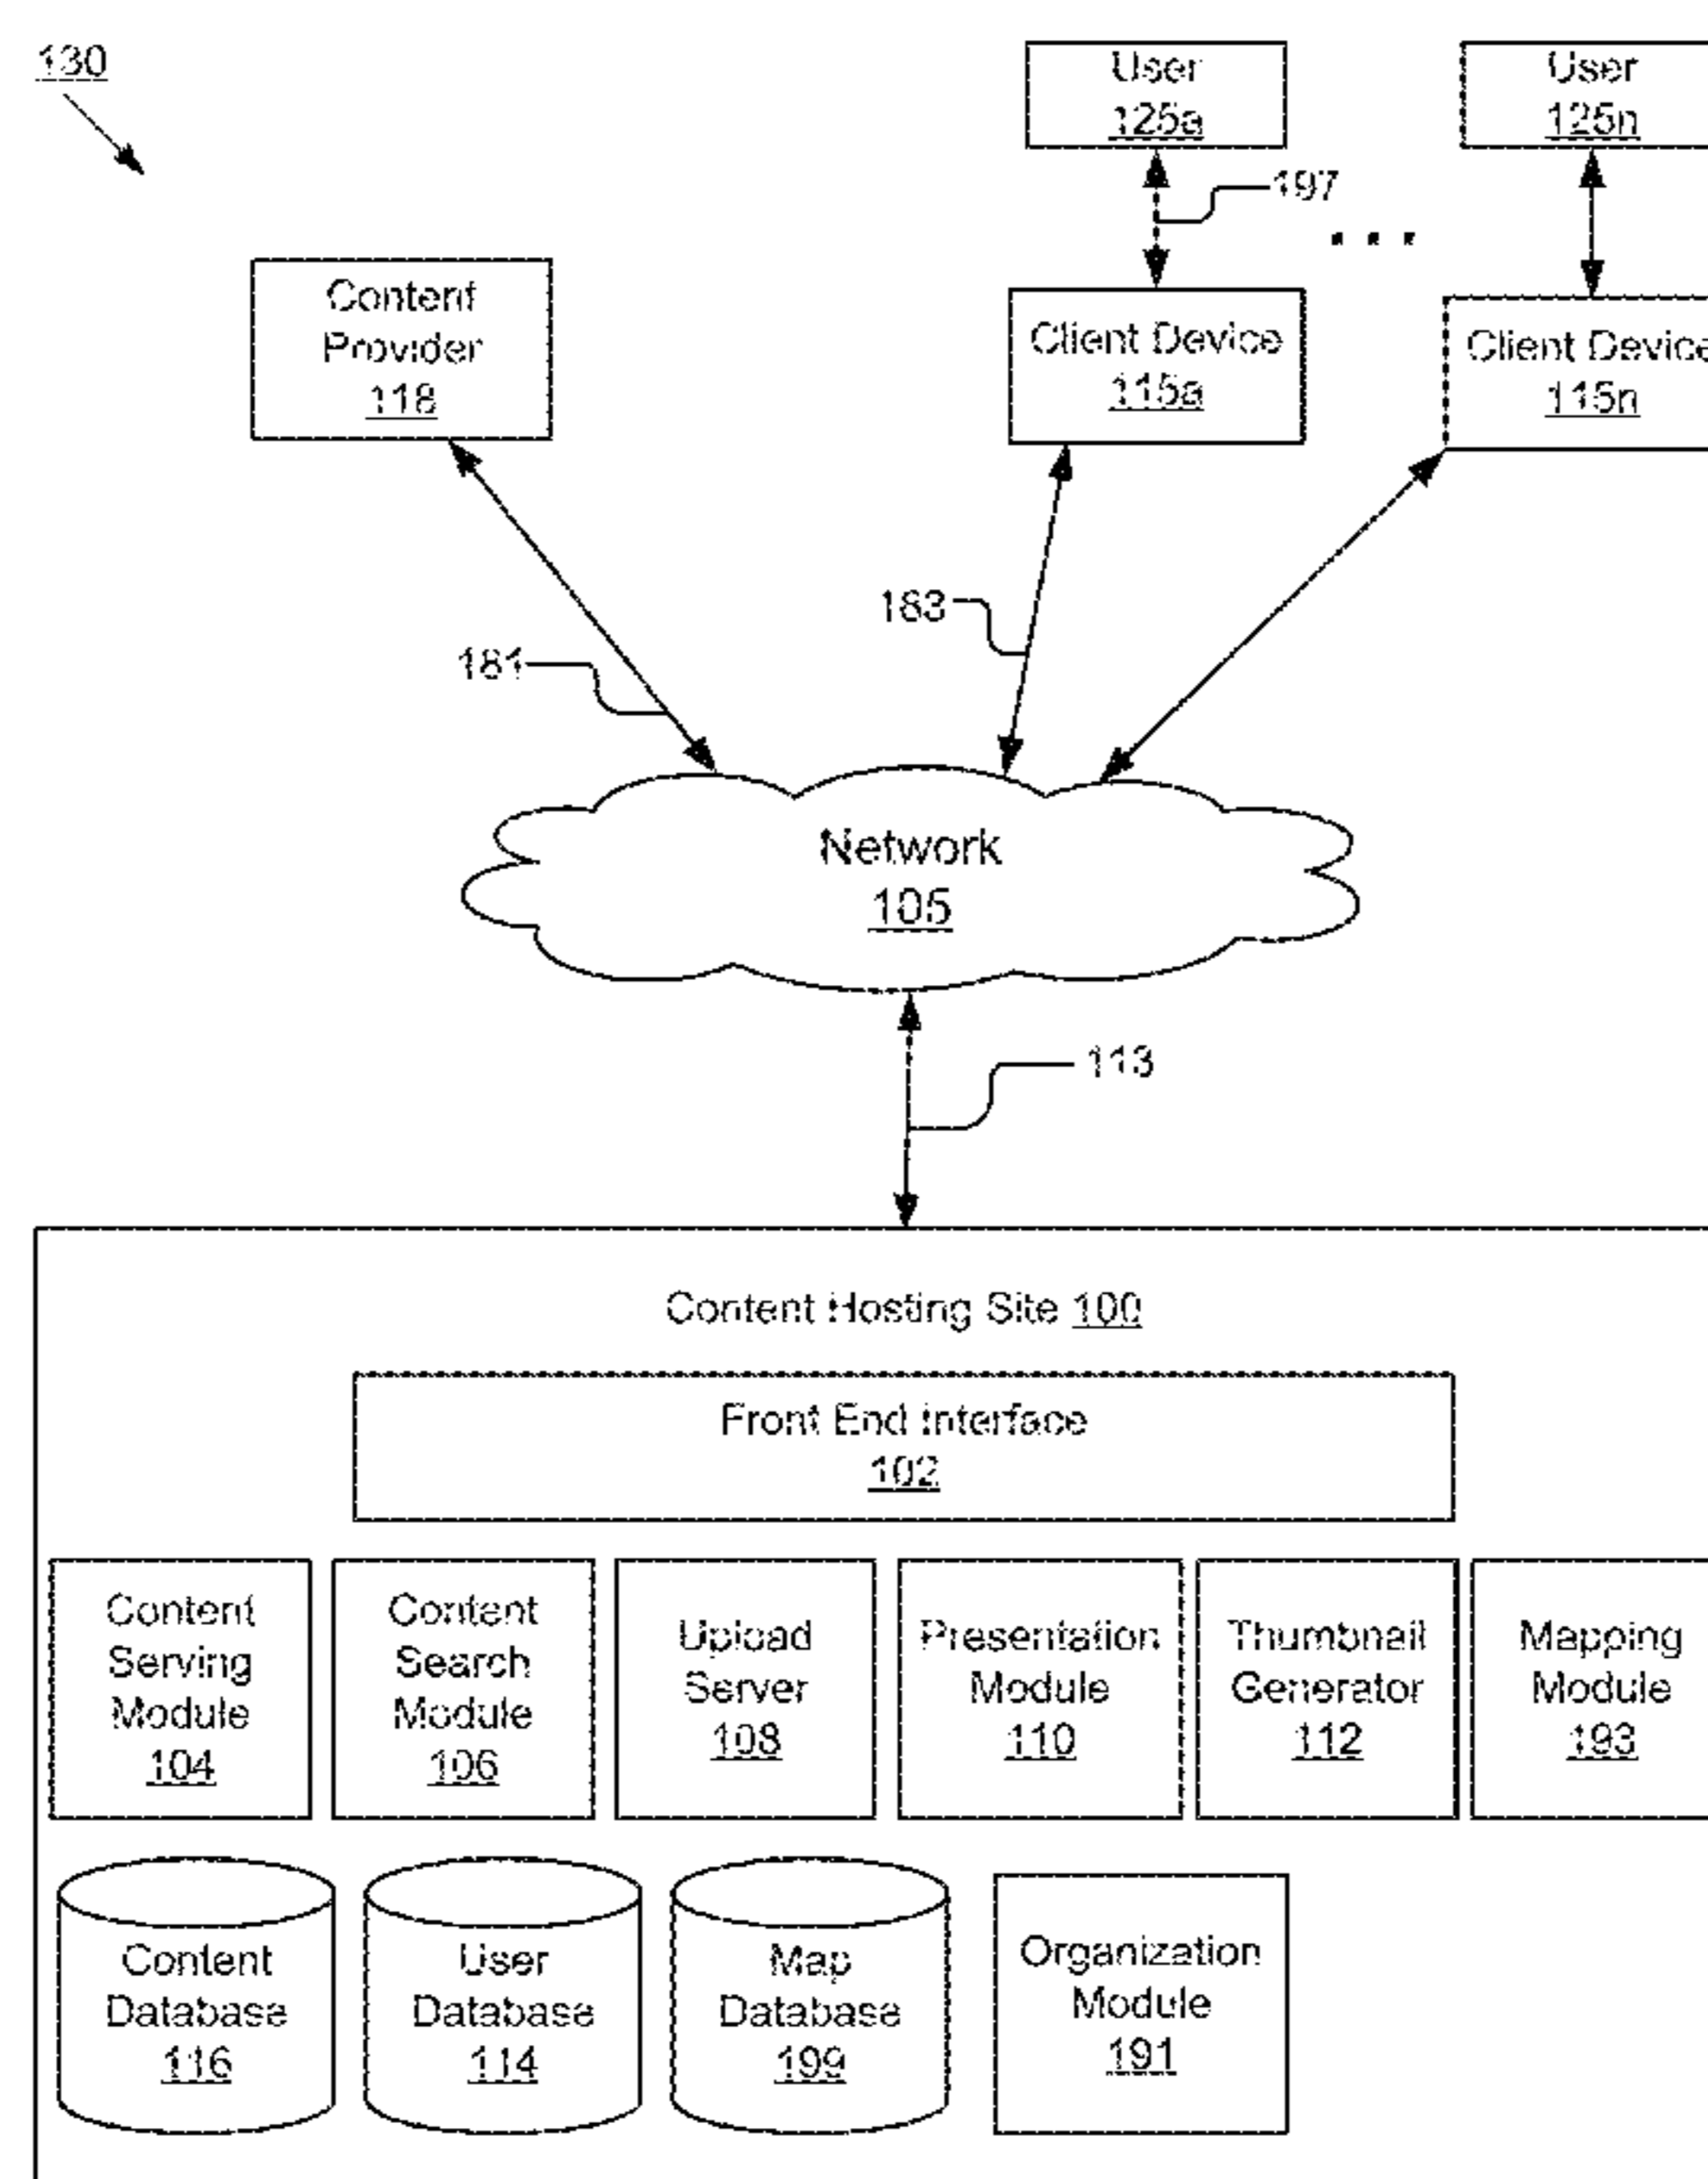 130
User
125a
User
125n
197
Content
Provider
118
Client Device
115a
Client Device
115n
183
181
Network
105
113
Content Hosting Site 100
Front End Interface
102
Content
Serving
Module
104
Content
Search
Module
106
Upload
Server
108
Presentation
Module
110
Thumbnail
Generator
112
Mapping
Module
193
Content
Database
116
User
Database
114
Map
Database
199
Organization
Module
191